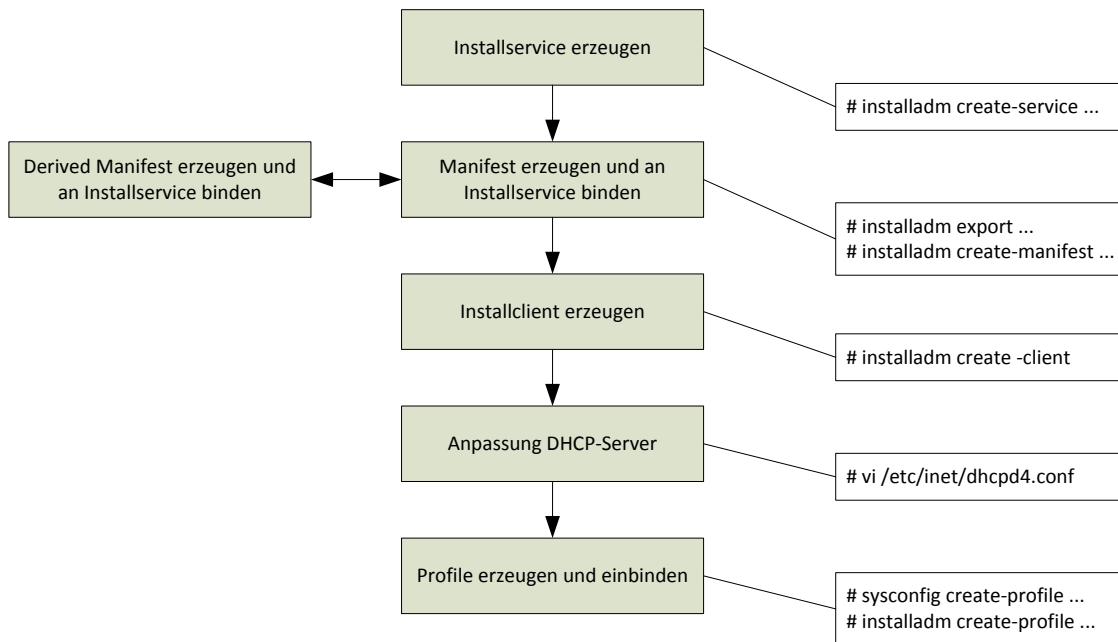 Installservice erzeugen
# installadm create-service ...
Derived Manifest erzeugen und
an Installservice binden
Manifest erzeugen und an
Installservice binden
# installadm export ...
# installadm create-manifest ...
Installclient erzeugen
# installadm create -client
Anpassung DHCP-Server
# vi /etc/inet/dhcpd4.conf
Profile erzeugen und einbinden
# sysconfig create-profile ...
# installadm create-profile ...